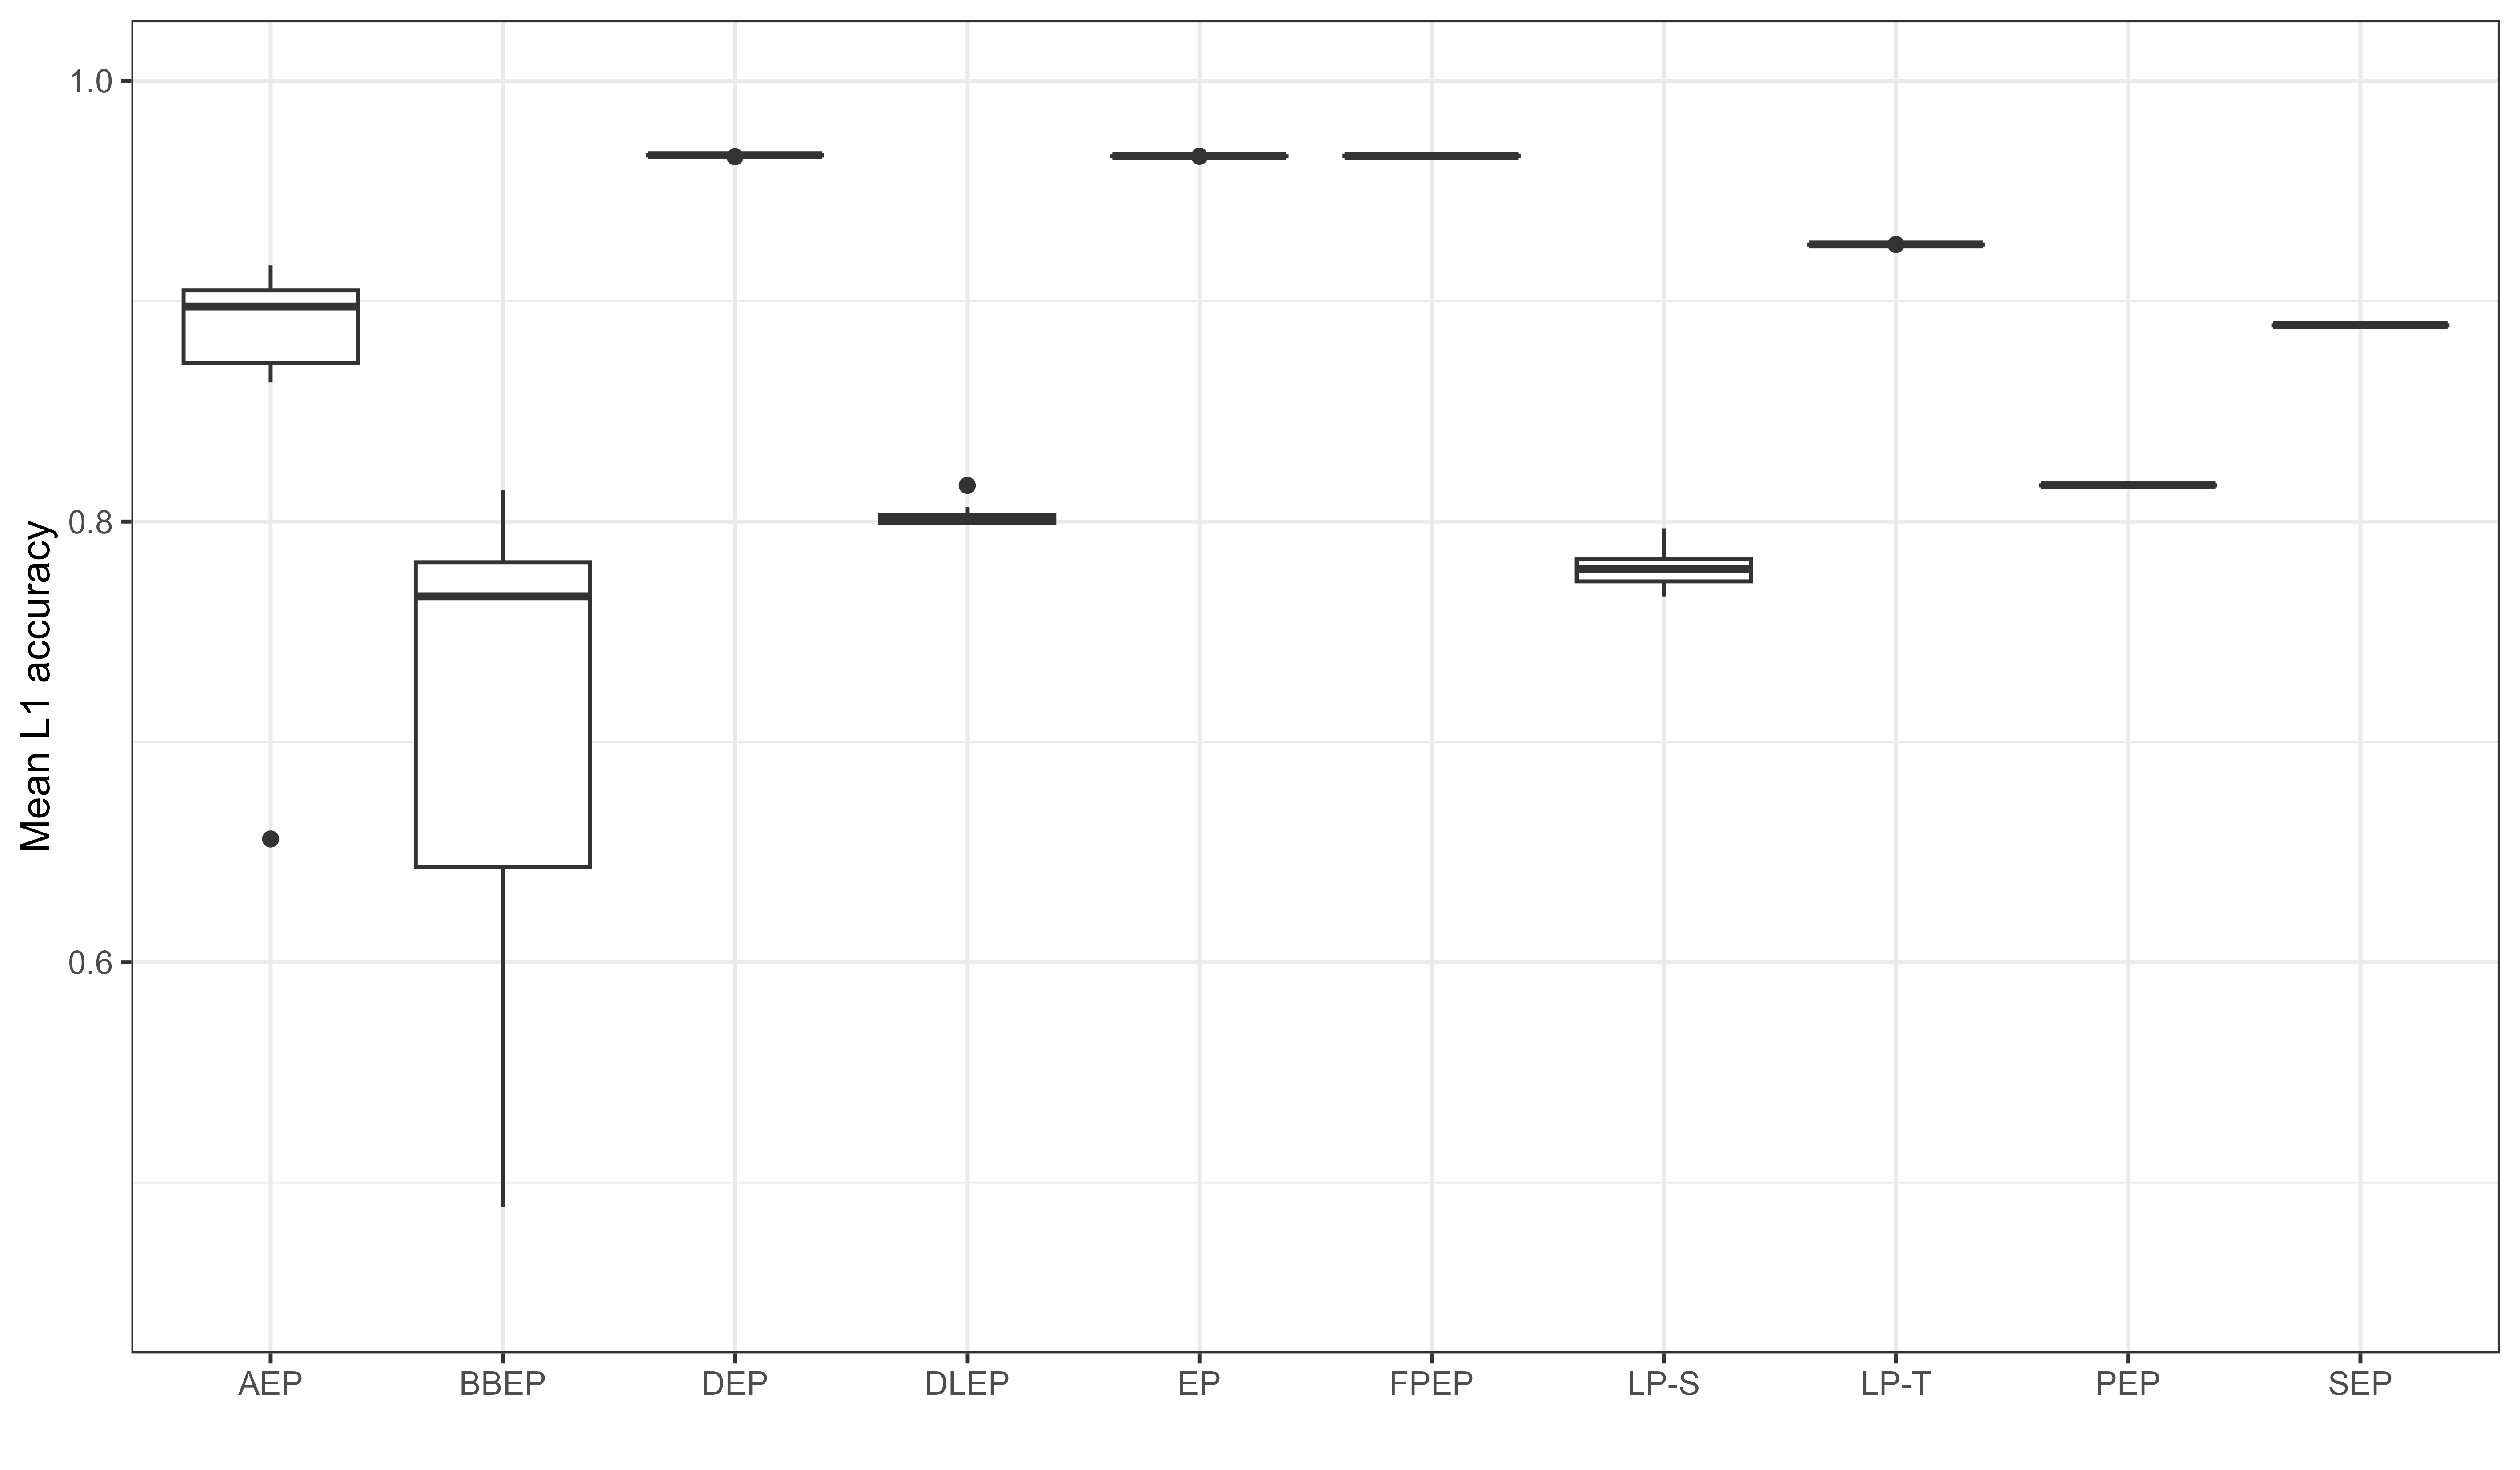 Mean L1 accuracy
1.0
0.8
0.6
AEP BBEP DEP DLEP EP FPEP LP-S LP-T PEP SEP